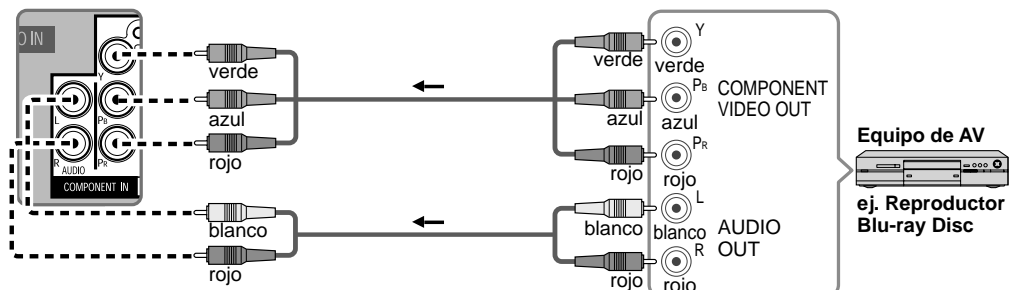 O IN
Y
L
PB
R
PR
AUDIO
COMPONENT IN
verde
azul
rojo
blanco
rojo
verde
azul
rojo
blanco
rojo
Y
verde
PB
azul
PR
rojo
COMPONENT
VIDEO OUT
L
blanco
R
rojo
AUDIO
OUT
Equipo de AV
ej. Reproductor
Blu-ray Disc